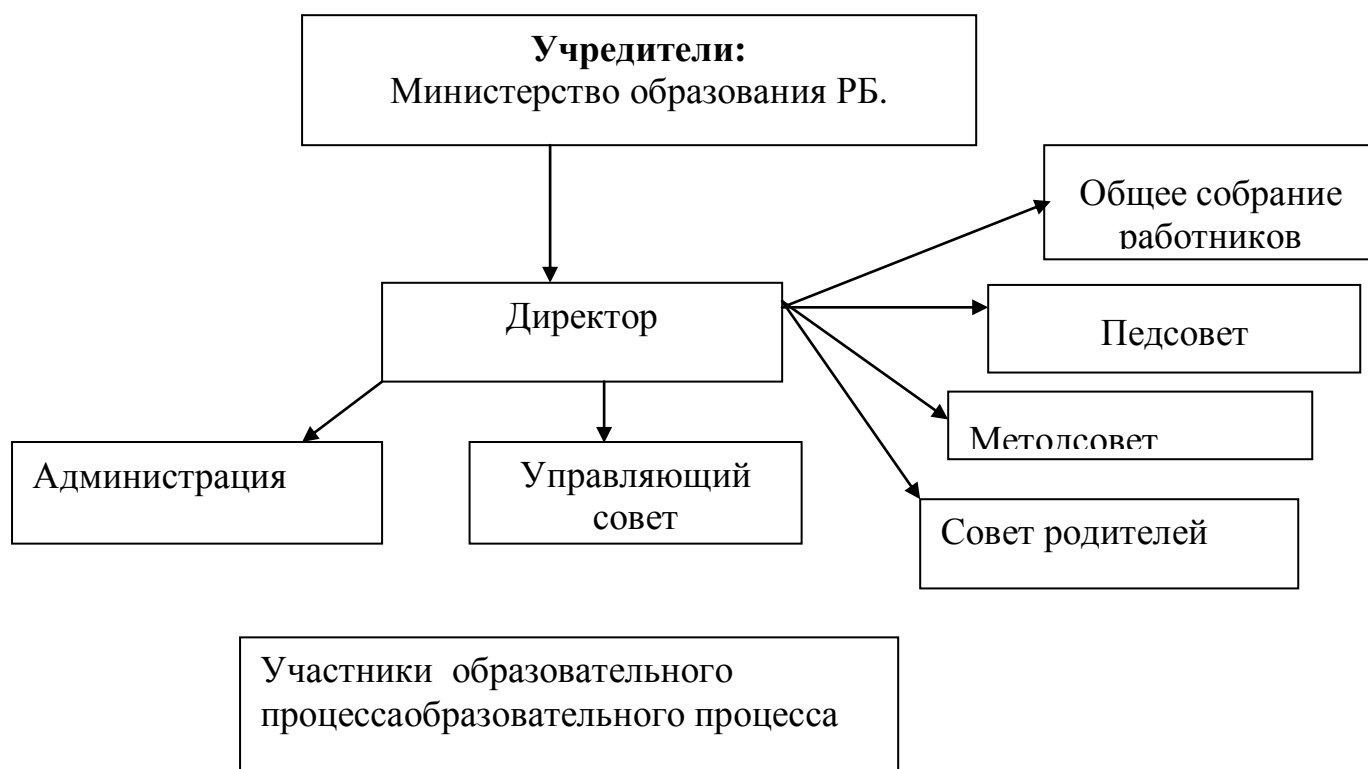 Учредители:
Министерство образования РБ.
Общее собрание
работников
Директор
Педсовет
Методсовет
Администрация
Управляющий
совет
Совет родителей
Участники образовательного
процессаобразовательного процесса